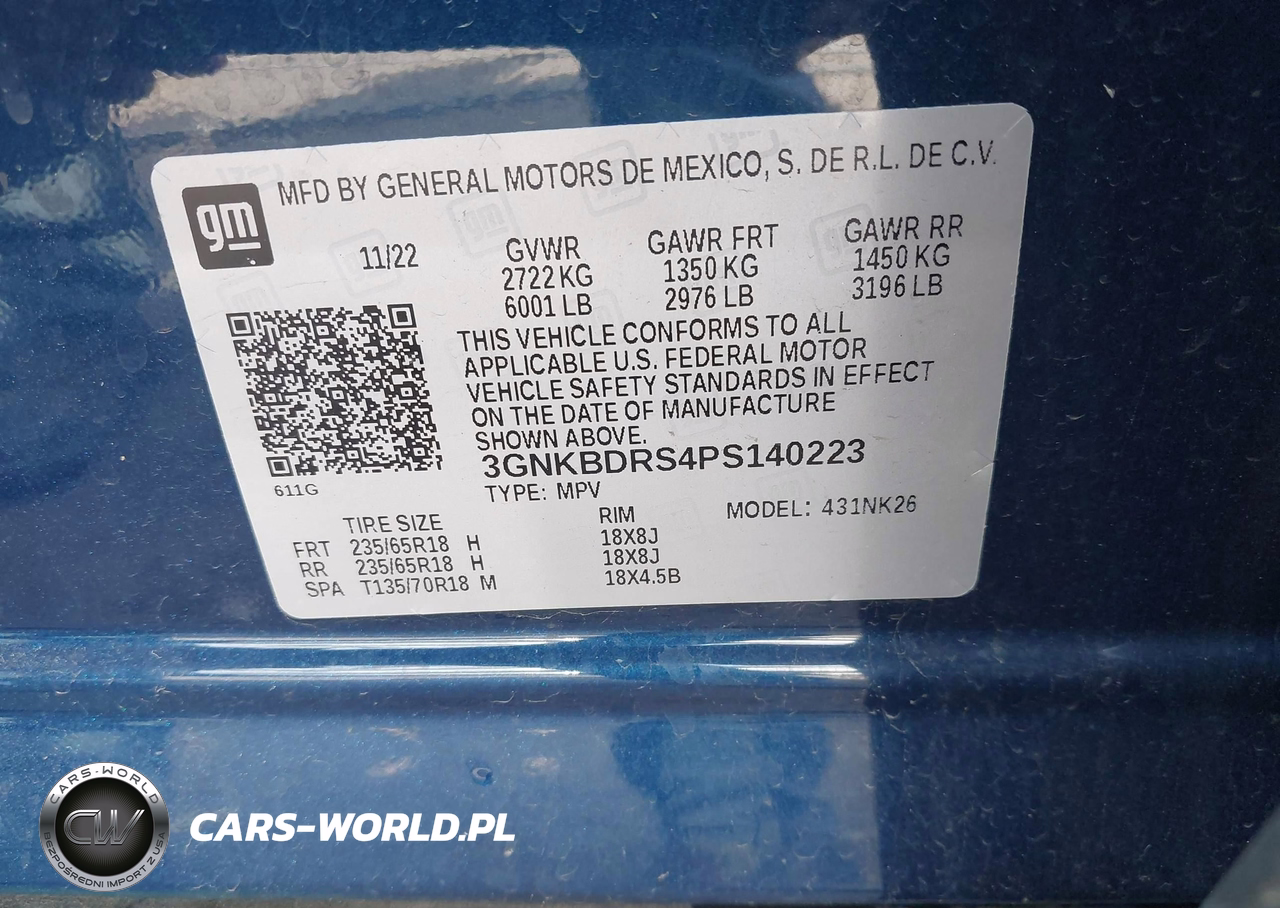 gm
MFD BY GENERAL MOTORS DE MEXICO, S. DE R.L. DE C.V.
11/22
GVWR
2722 KG
6001 LB
GAWR FRT
1350 KG
2976 LB
GAWR RR
1450 KG
3196 LB
THIS VEHICLE CONFORMS TO ALL
APPLICABLE U.S. FEDERAL MOTOR
VEHICLE SAFETY STANDARDS IN EFFECT
ON THE DATE OF MANUFACTURE
SHOWN ABOVE.
3GNKBDRS4PS140223
611G
TYPE: MPV
MODEL: 431NK26
TIRE SIZE RIM
FRT 235/65R18 H 18X8J
RR 235/65R18 H 18X8J
SPA T135/70R18 M 18X4.5B
CARS-WORLD
CW
BEZPOŚREDNI IMPORT Z USA
CARS-WORLD.PL